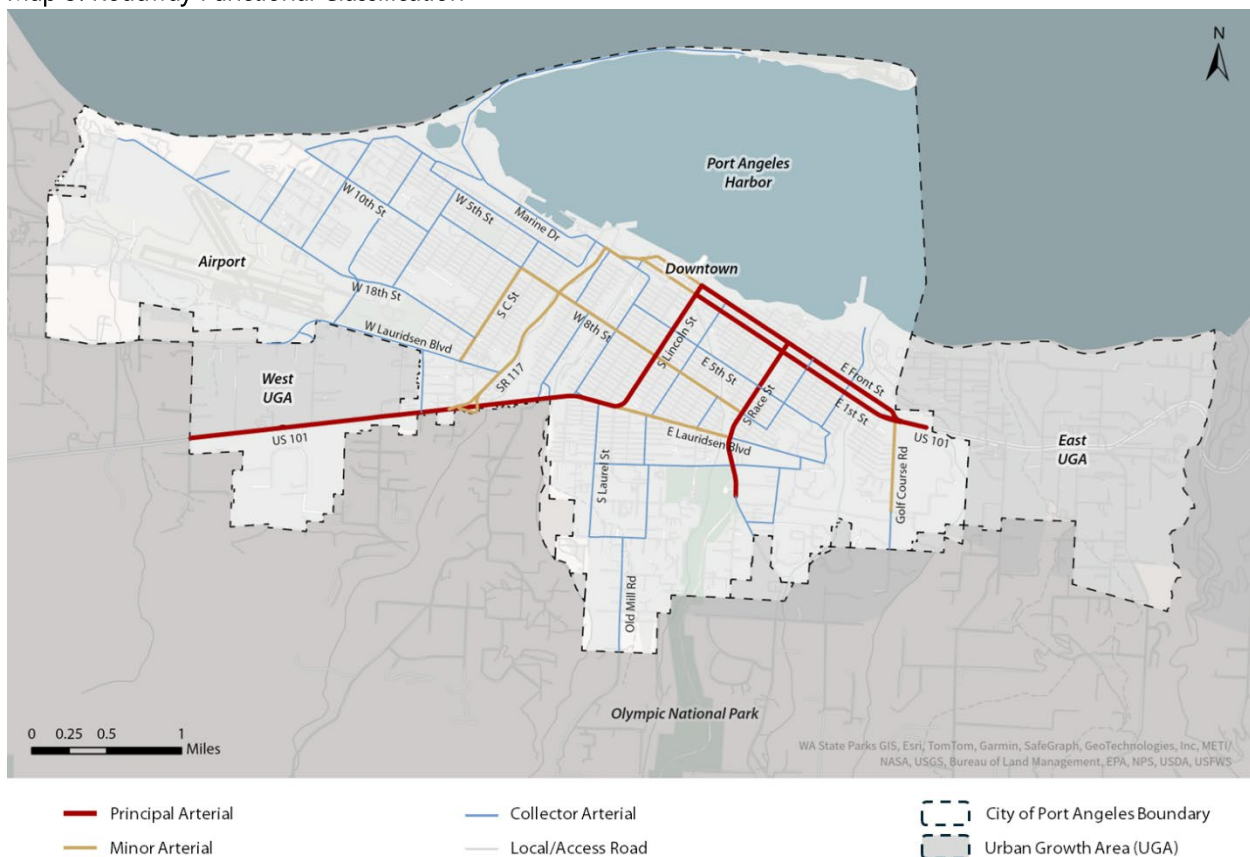 Map 3. Roadway Functional Classification
N
Port Angeles
Harbor
Marine Dr
W 10th St
W 5th St
Airport
Downtown
W 18th St
S C St
W Lauridsen Blvd
W 8th St
S Lincoln St
SR 117
E 5th St
S Race St
E Front St
E 1st St
West
UGA
US 101
E Lauridsen Blvd
US 101
East
UGA
S Laurel St
Golf Course Rd
Old Mill Rd
Olympic National Park
0 0.25 0.5 1
Miles
WA State Parks GIS, Esri, TomTom, Garmin, SafeGraph, GeoTechnologies, Inc, METI/
NASA, USGS, Bureau of Land Management, EPA, NPS, USDA, USFWS
Principal Arterial
Collector Arterial
City of Port Angeles Boundary
Minor Arterial
Local/Access Road
Urban Growth Area (UGA)